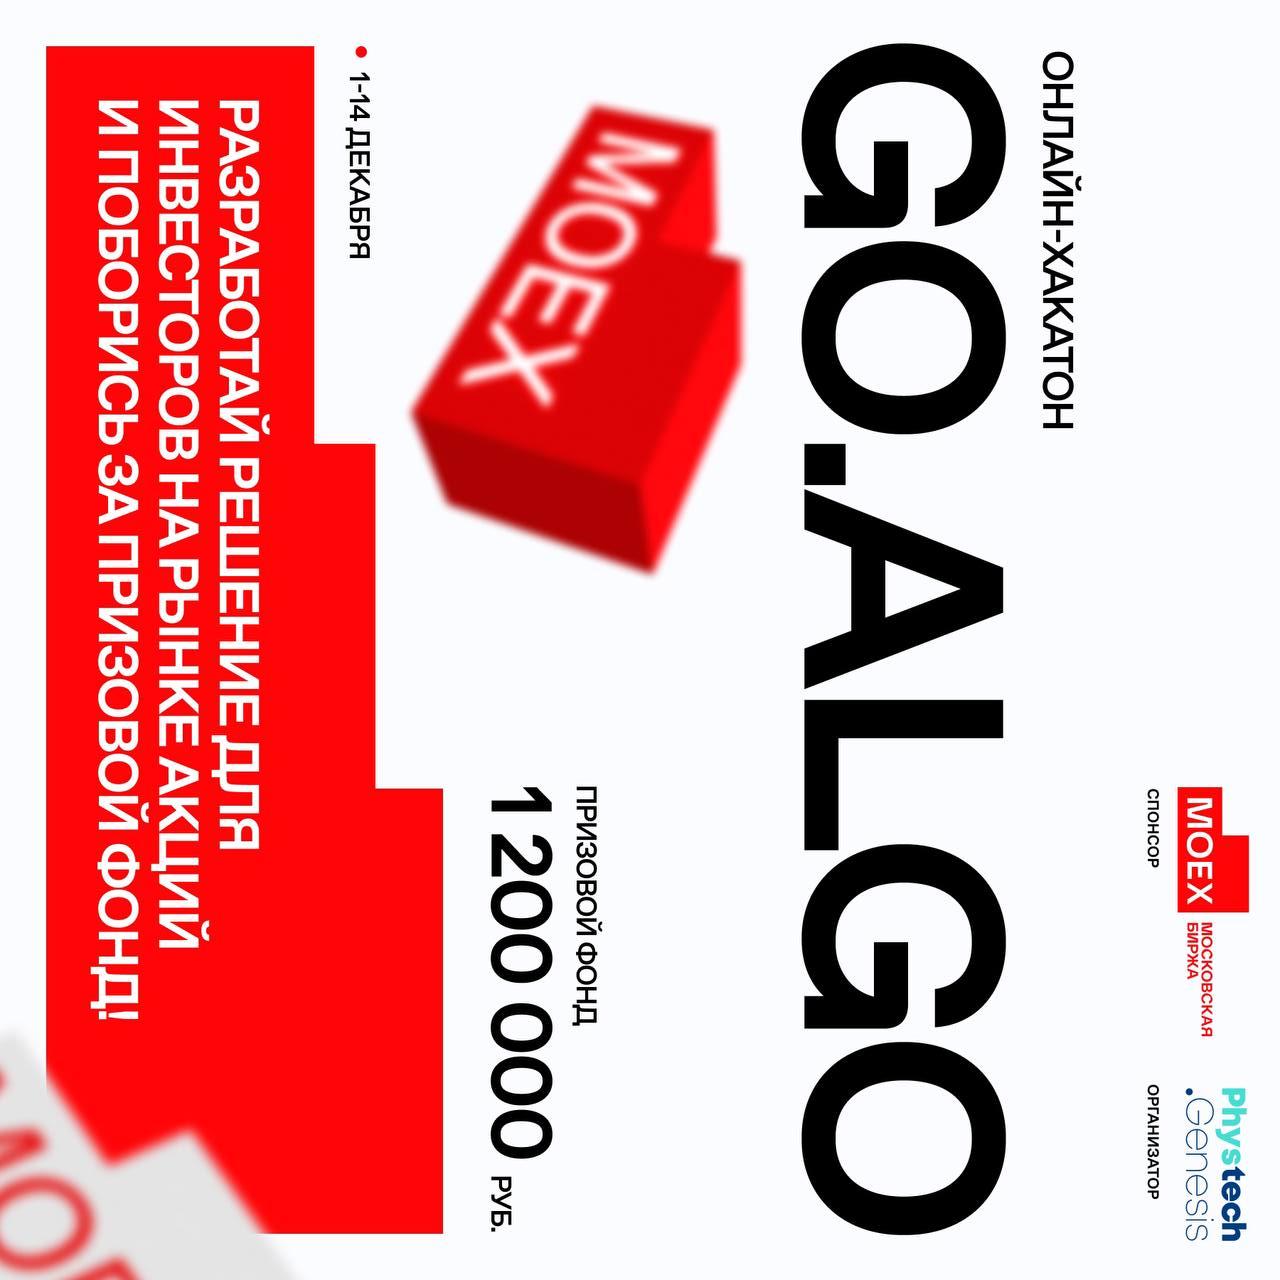 MOEX
МОСКОВСКАЯ
БИРЖА
Phystech
.Genesis
СПОНСОР
ОРГАНИЗАТОР
ОНЛАЙН-ХАКАТОН
GO.ALGO
MOEX
ПРИЗОВОЙ ФОНД
1 200 000 РУБ.
1-14 ДЕКАБРЯ
РАЗРАБОТАЙ РЕШЕНИЕ ДЛЯ
ИНВЕСТОРОВ НА РЫНКЕ АКЦИЙ
И ПОБОРИСЬ ЗА ПРИЗОВОЙ ФОНД!